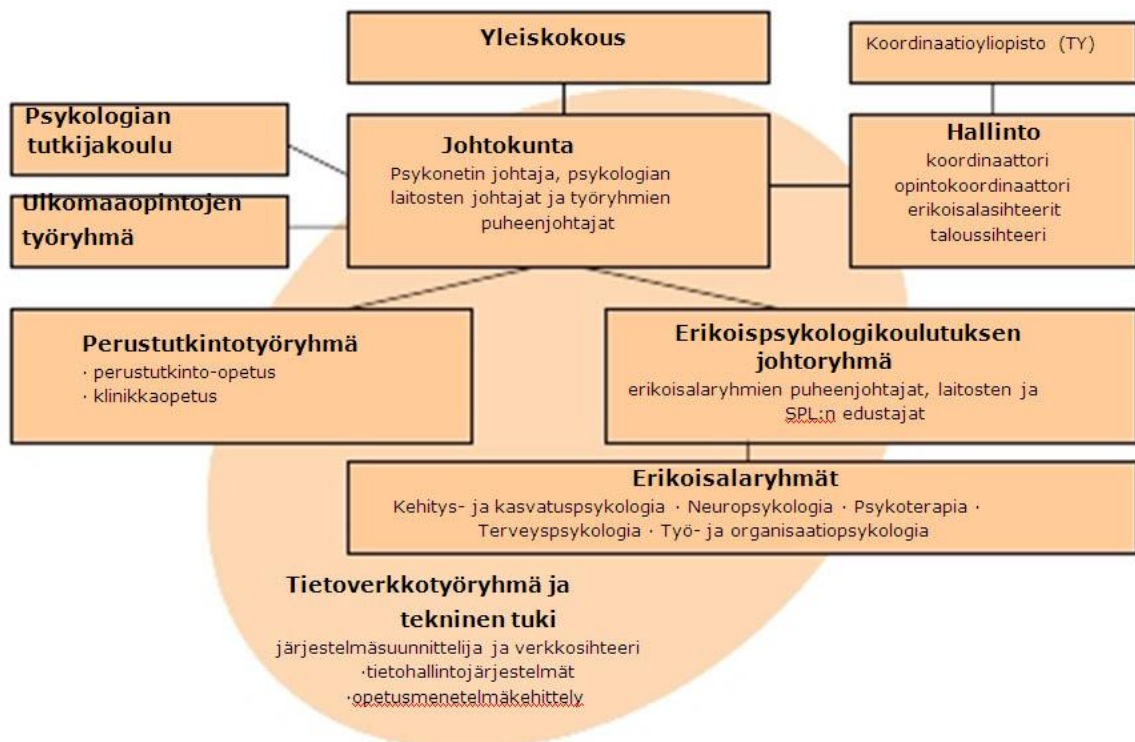 Yleiskokous
Koordinaatioyliopisto (TY)
Psykologian
tutkijakoulu
Ulkomaaopintojen
työryhmä
Johtokunta
Psykonetin johtaja, psykologian
laitosten johtajat ja työryhmien
puheenjohtajat
Hallinto
koordinaattori
opintokoordinaattori
erikoisalasihteerit
taloussihteeri
Perustutkintotyöryhmä
· perustutkinto-opetus
· klinikkaopetus
Erikoispsykologikoulutuksen
johtoryhmä
erikoisalaryhmien puheenjohtajat, laitosten ja
SPL:n edustajat
Erikoisalaryhmät
Kehitys- ja kasvatuspsykologia · Neuropsykologia · Psykoterapia ·
Terveyspsykologia · Työ- ja organisaatiopsykologia
Tietoverkkotyöryhmä ja
tekninen tuki
järjestelmäsuunnittelija ja verkkosihteeri
·tietohallintojärjestelmät
·opetusmenetelmäkehittely